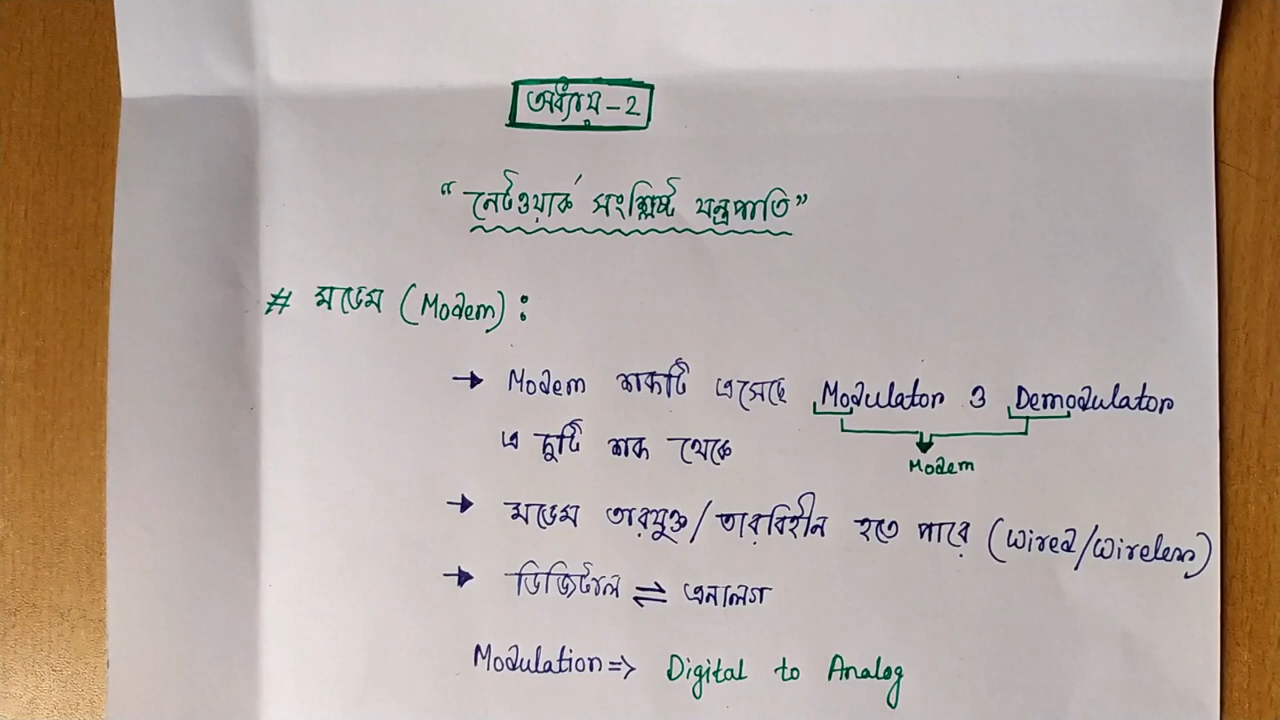 অধ্যায় - 2
“নেটওয়ার্ক সংশ্লিষ্ট যন্ত্রপাতি”
# মডেম (Modem) :
→ Modem শব্দটি এসেছে Modulator ও Demodulator
এ দুটি শব্দ থেকে
Modem
→ মডেম তারযুক্ত/তারবিহীন হতে পারে (Wired/Wireless)
→ ডিজিটাল ⇌ এনালগ
Modulation => Digital to Analog